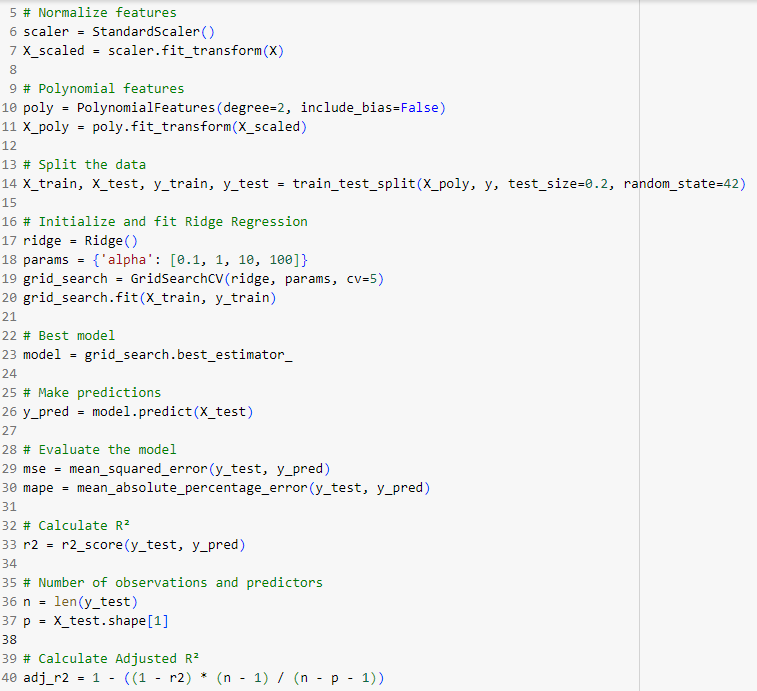 5 # Normalize features
6 scaler = StandardScaler()
7 X_scaled = scaler.fit_transform(X)
8
9 # Polynomial features
10 poly = PolynomialFeatures(degree=2, include_bias=False)
11 X_poly = poly.fit_transform(X_scaled)
12
13 # Split the data
14 X_train, X_test, y_train, y_test = train_test_split(X_poly, y, test_size=0.2, random_state=42)
15
16 # Initialize and fit Ridge Regression
17 ridge = Ridge()
18 params = {'alpha': [0.1, 1, 10, 100]}
19 grid_search = GridSearchCV(ridge, params, cv=5)
20 grid_search.fit(X_train, y_train)
21
22 # Best model
23 model = grid_search.best_estimator_
24
25 # Make predictions
26 y_pred = model.predict(X_test)
27
28 # Evaluate the model
29 mse = mean_squared_error(y_test, y_pred)
30 mape = mean_absolute_percentage_error(y_test, y_pred)
31
32 # Calculate R²
33 r2 = r2_score(y_test, y_pred)
34
35 # Number of observations and predictors
36 n = len(y_test)
37 p = X_test.shape[1]
38
39 # Calculate Adjusted R²
40 adj_r2 = 1 - ((1 - r2) * (n - 1) / (n - p - 1))